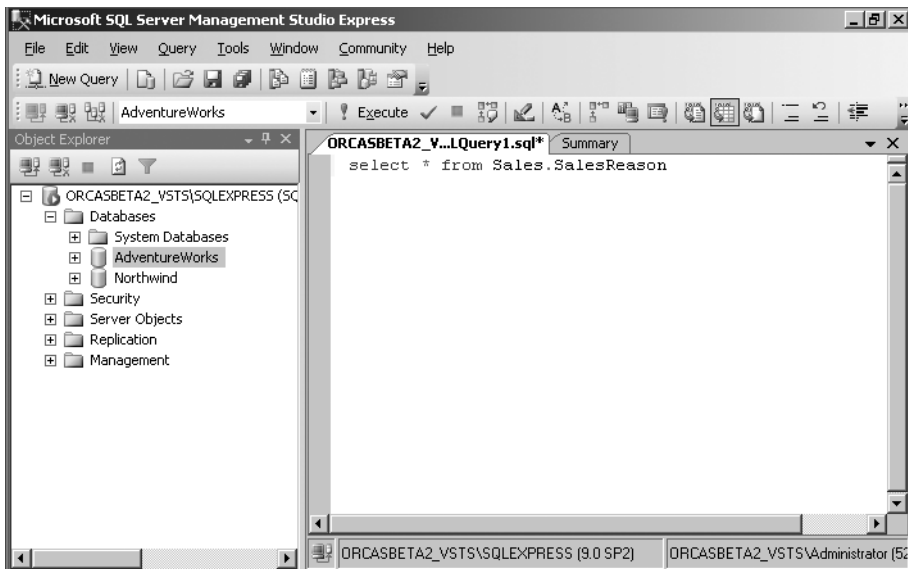 Microsoft SQL Server Management Studio Express
File Edit View Query Tools Window Community Help
New Query
AdventureWorks
Execute
Object Explorer
ORCASBETA2_VSTS\SQLEXPRESS (SQ
Databases
System Databases
AdventureWorks
Northwind
Security
Server Objects
Replication
Management
ORCASBETA2_V...LQuery1.sql* Summary
select * from Sales.SalesReason
ORCASBETA2_VSTS\SQLEXPRESS (9.0 SP2) ORCASBETA2_VSTS\Administrator (52